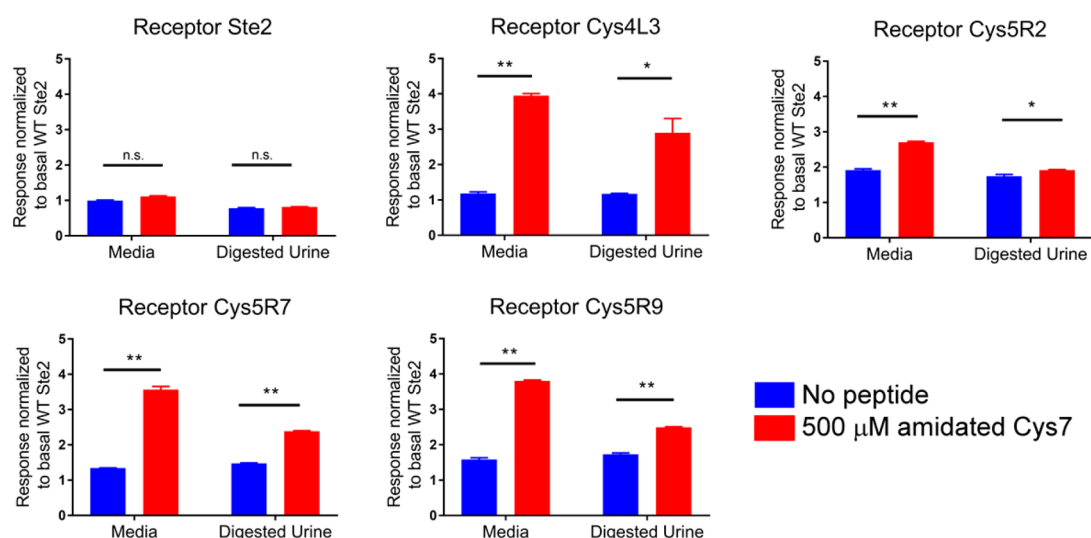 Receptor Ste2
Response normalized
to basal WT Ste2
5
4
3
2
1
0
n.s.
n.s.
Media
Digested Urine
Receptor Cys4L3
Response normalized
to basal WT Ste2
5
4
3
2
1
0
**
*
Media
Digested Urine
Receptor Cys5R2
Response normalized
to basal WT Ste2
5
4
3
2
1
0
**
*
Media
Digested Urine
Receptor Cys5R7
Response normalized
to basal WT Ste2
5
4
3
2
1
0
**
**
Media
Digested Urine
Receptor Cys5R9
Response normalized
to basal WT Ste2
5
4
3
2
1
0
**
**
Media
Digested Urine
No peptide
500 μM amidated Cys7